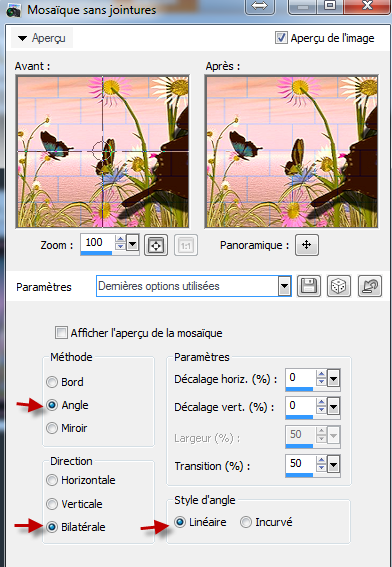 Mosaïque sans jointures
Aperçu
Aperçu de l'image
Avant :
Après :
Zoom : 100
1:1
Panoramique :
Paramètres
Dernières options utilisées
Afficher l'aperçu de la mosaïque
Méthode
Bord
Angle
Miroir
Paramètres
Décalage horiz. (%) : 0
Décalage vert. (%) : 0
Largeur (%) : 50
Transition (%) : 50
Direction
Horizontale
Verticale
Bilatérale
Style d'angle
Linéaire
Incurvé